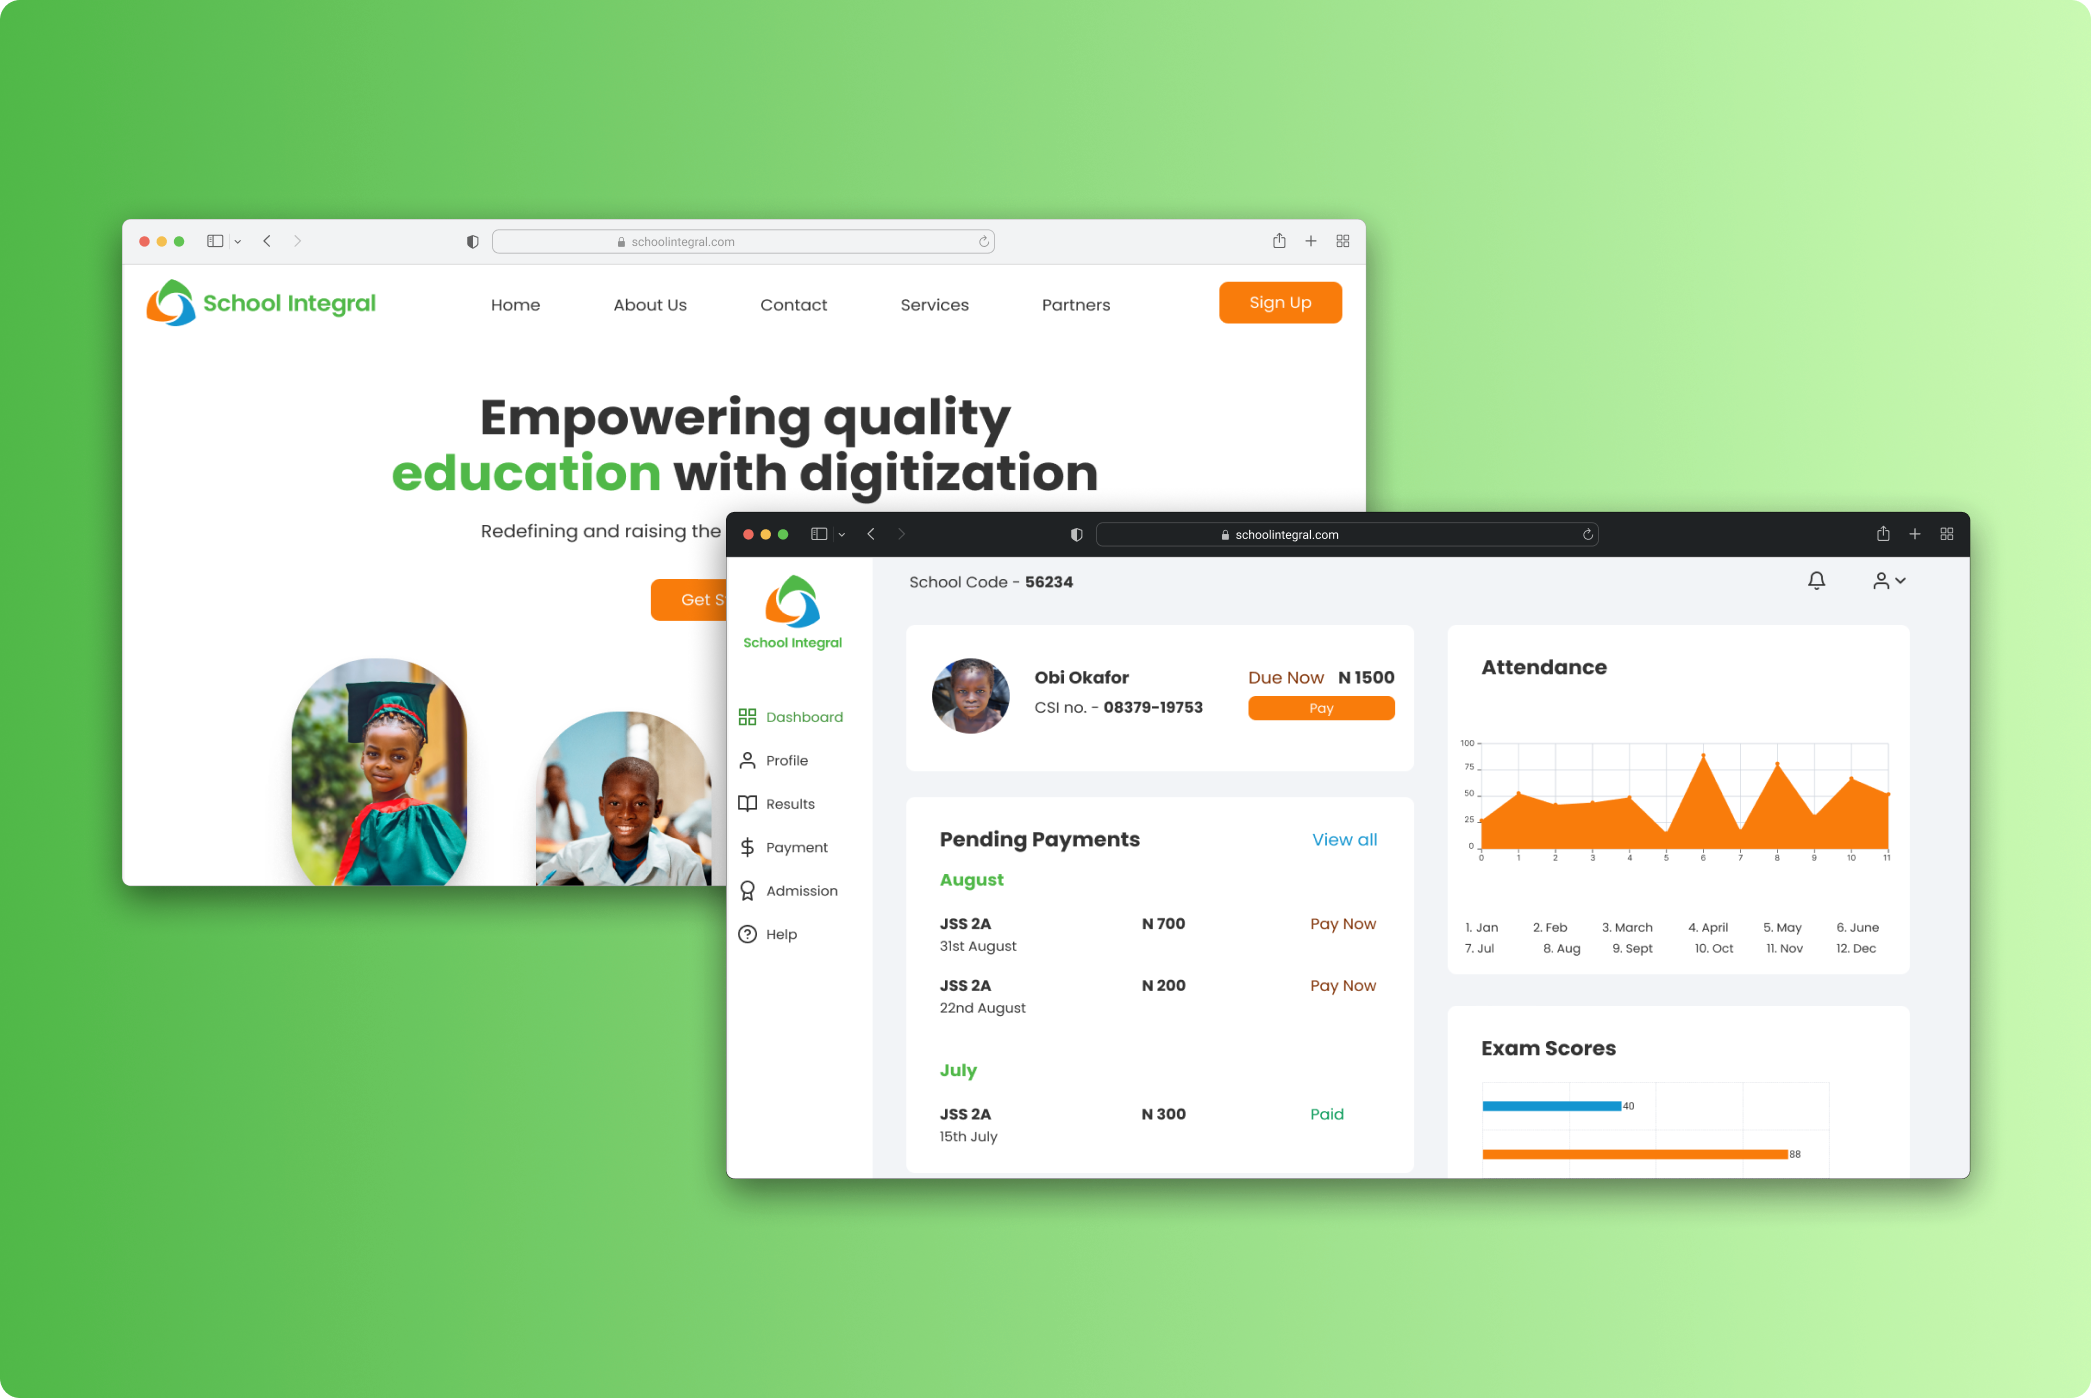 schoolintegral.com
School Integral
Home About Us Contact Services Partners
Sign Up
Empowering quality
education with digitization
Redefining and raising the
Get S
schoolintegral.com
School Integral
Dashboard
Profile
Results
Payment
Admission
Help
School Code - 56234
Obi Okafor
CSI no. - 08379-19753
Due Now N 1500
Pay
Pending Payments View all
August
JSS 2A N 700 Pay Now
31st August
JSS 2A N 200 Pay Now
22nd August
July
JSS 2A N 300 Paid
15th July
Attendance
100
75
50
25
0
0 1 2 3 4 5 6 7 8 9 10 11
1. Jan 2. Feb 3. March 4. April 5. May 6. June
7. Jul 8. Aug 9. Sept 10. Oct 11. Nov 12. Dec
Exam Scores
40
88